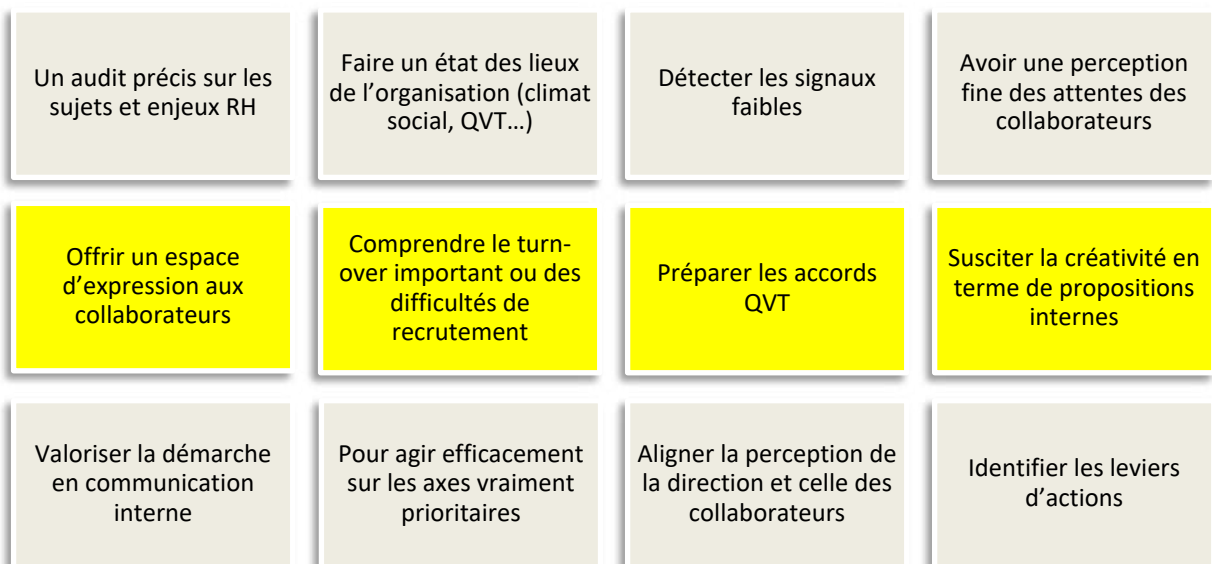 Un audit précis sur les
sujets et enjeux RH
Faire un état des lieux
de l’organisation (climat
social, QVT…)
Détecter les signaux
faibles
Avoir une perception
fine des attentes des
collaborateurs
Offrir un espace
d’expression aux
collaborateurs
Comprendre le turn-
over important ou des
difficultés de
recrutement
Préparer les accords
QVT
Susciter la créativité en
terme de propositions
internes
Valoriser la démarche
en communication
interne
Pour agir efficacement
sur les axes vraiment
prioritaires
Aligner la perception de
la direction et celle des
collaborateurs
Identifier les leviers
d’actions